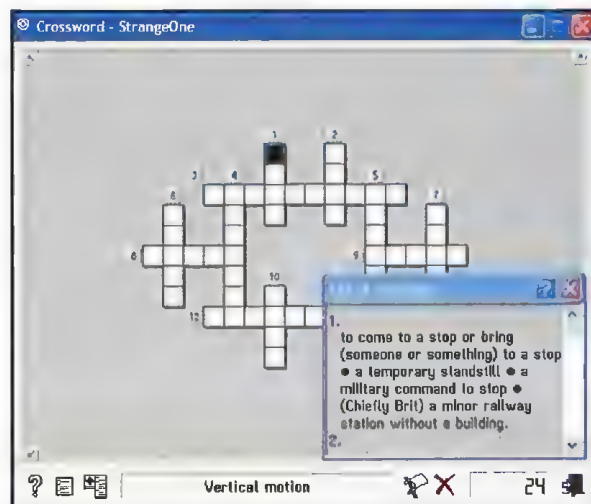 Crossword - StrangeOne
1
2
3
4
5
6
7
8
9
10
12
1.
to come to a stop or bring
(someone or something) to a stop
● a temporary standstill ● a
military command to stop ●
(Chiefly Brit) a minor railway
station without a building.
2.
Vertical motion
24